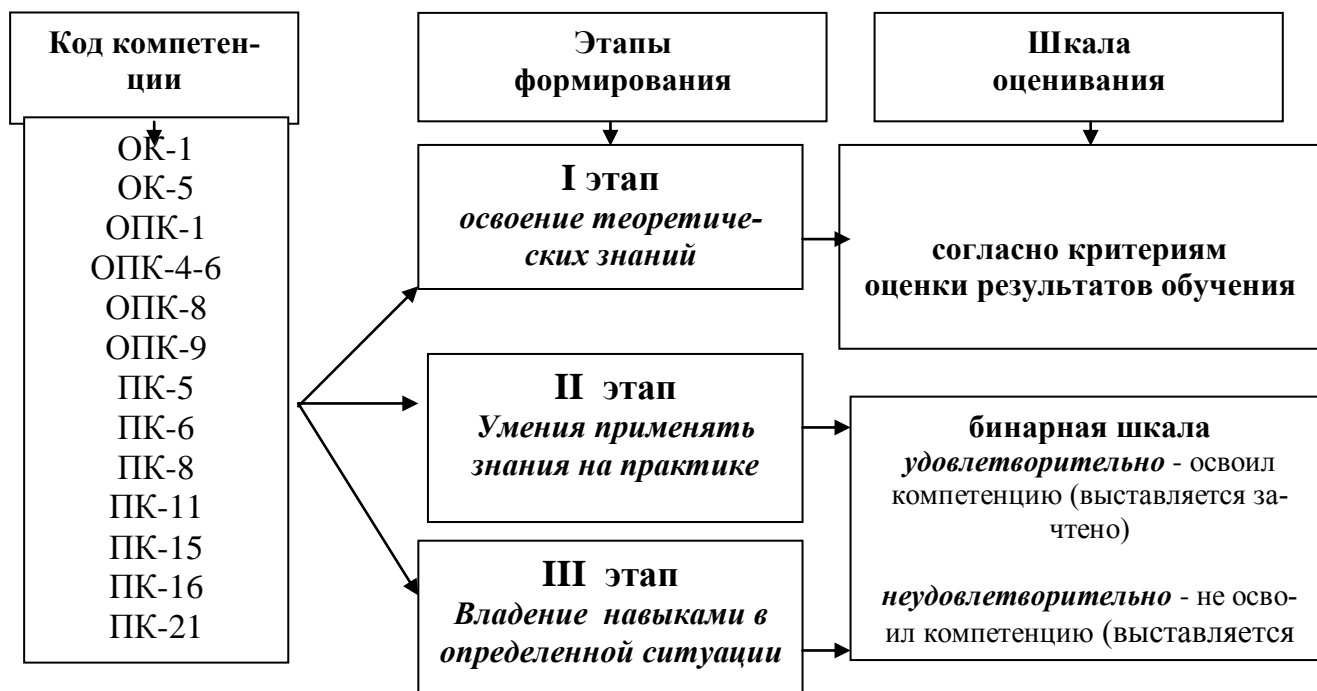 Код компетен-
ции
Этапы
формирования
Шкала
оценивания
ОК-1
ОК-5
ОПК-1
ОПК-4-6
ОПК-8
ОПК-9
ПК-5
ПК-6
ПК-8
ПК-11
ПК-15
ПК-16
ПК-21
I этап
освоение теоретиче-
ских знаний
согласно критериям
оценки результатов обучения
II этап
Умения применять
знания на практике
бинарная шкала
удовлетворительно - освоил
компетенцию (выставляется за-
чтено)
III этап
Владение навыками в
определенной ситуации
неудовлетворительно - не осво-
ил компетенцию (выставляется